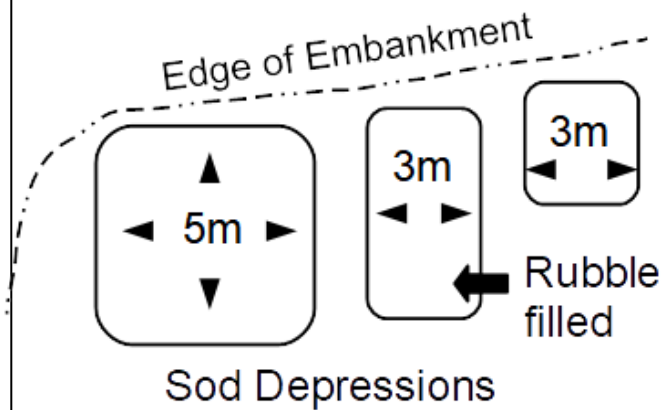 Edge of Embankment
3m
3m
5m
Rubble
filled
Sod Depressions